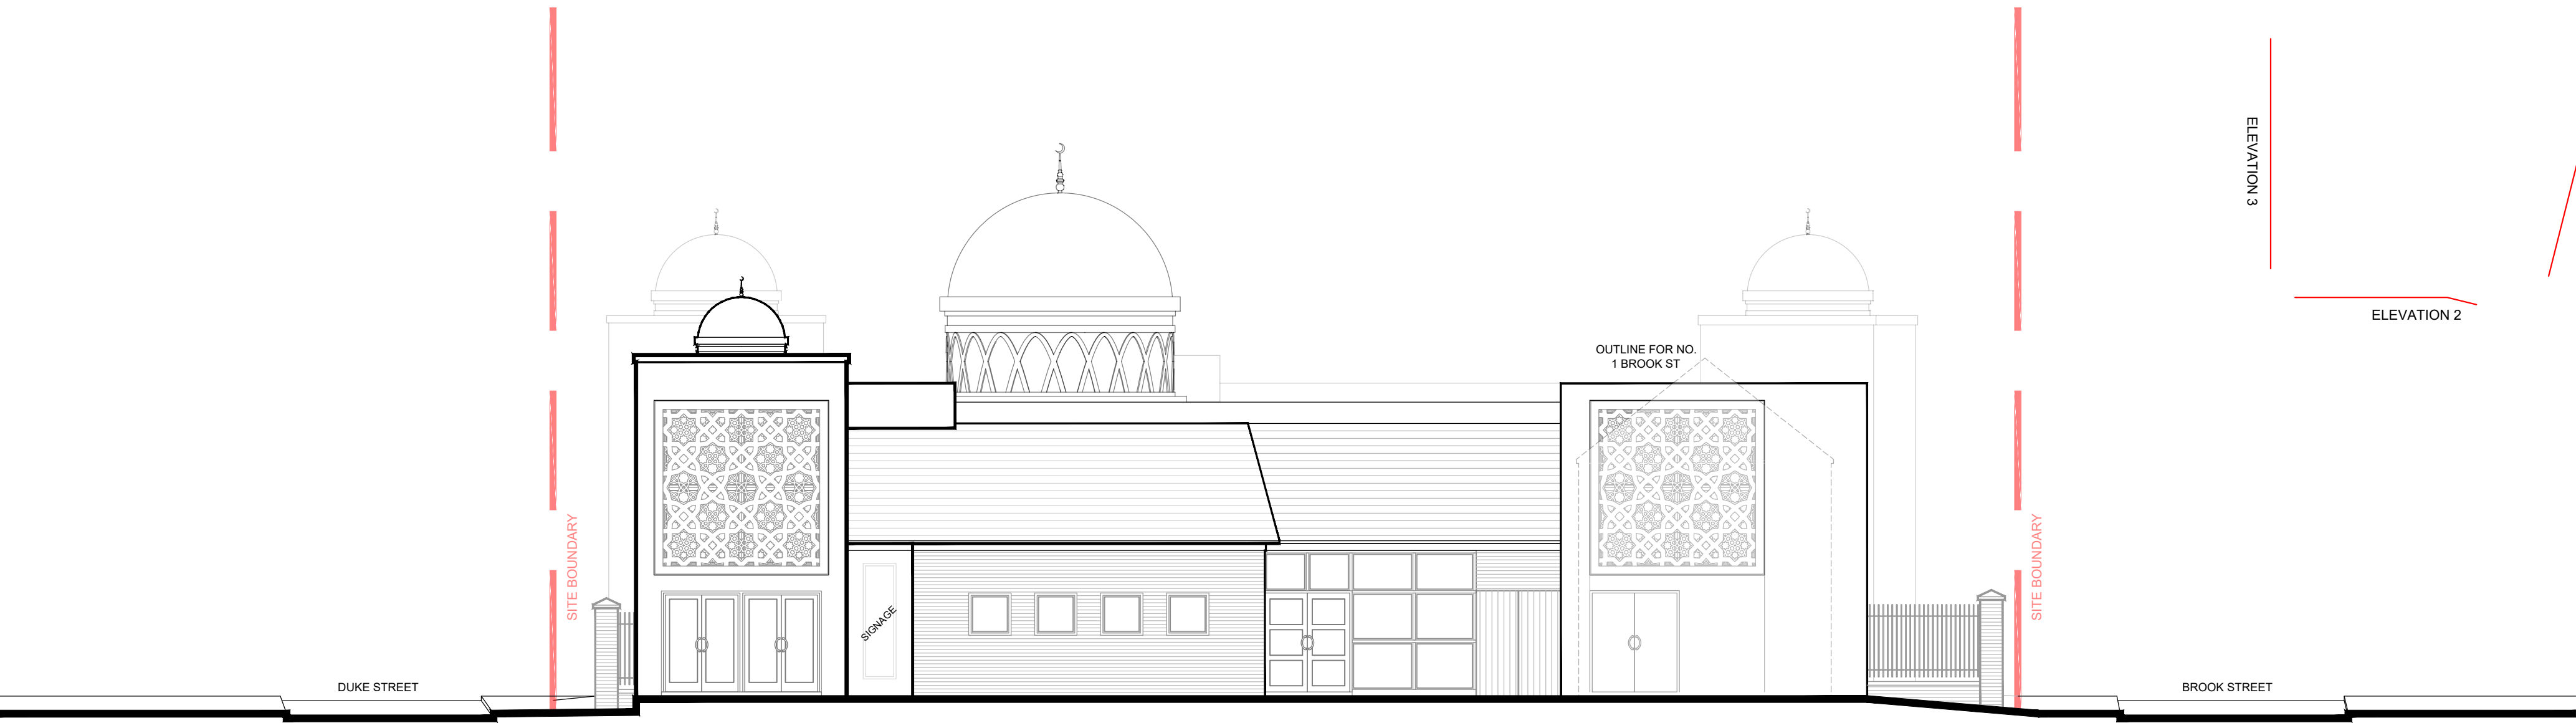 ELEVATION 3
ELEVATION 2
OUTLINE FOR NO.
1 BROOK ST
SITE BOUNDARY
SITE BOUNDARY
SIGNAGE
DUKE STREET
BROOK STREET